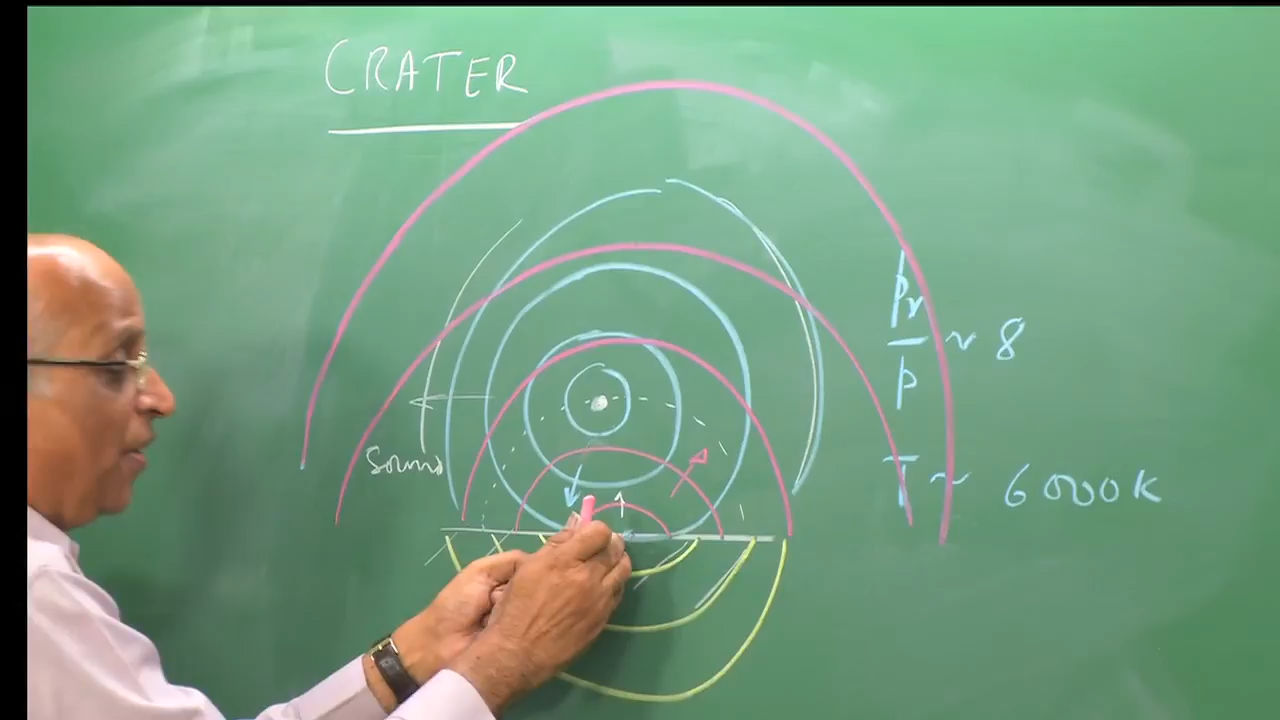 CRATER
pr
p
~ 8
Sound
T ~ 6000K